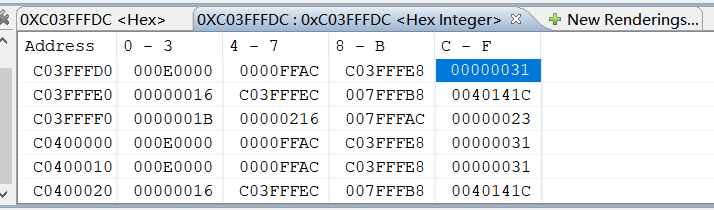 0XC03FFFDC <Hex> 0XC03FFFDC : 0xC03FFFDC <Hex Integer> New Renderings...
Address 0 - 3 4 - 7 8 - B C - F
C03FFFD0 000E0000 0000FFAC C03FFFE8 00000031
C03FFFE0 00000016 C03FFFEC 007FFFB8 0040141C
C03FFFF0 0000001B 00000216 007FFFAC 00000023
C0400000 000E0000 0000FFAC C03FFFE8 00000031
C0400010 000E0000 0000FFAC C03FFFE8 00000031
C0400020 00000016 C03FFFEC 007FFFB8 0040141C